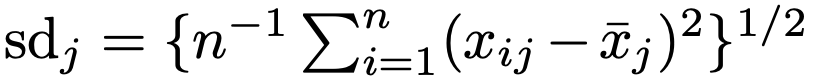 sd_j = {n^{-1} ∑_{i=1}^{n} (x_{ij} − x̄_j)^2}^{1/2}